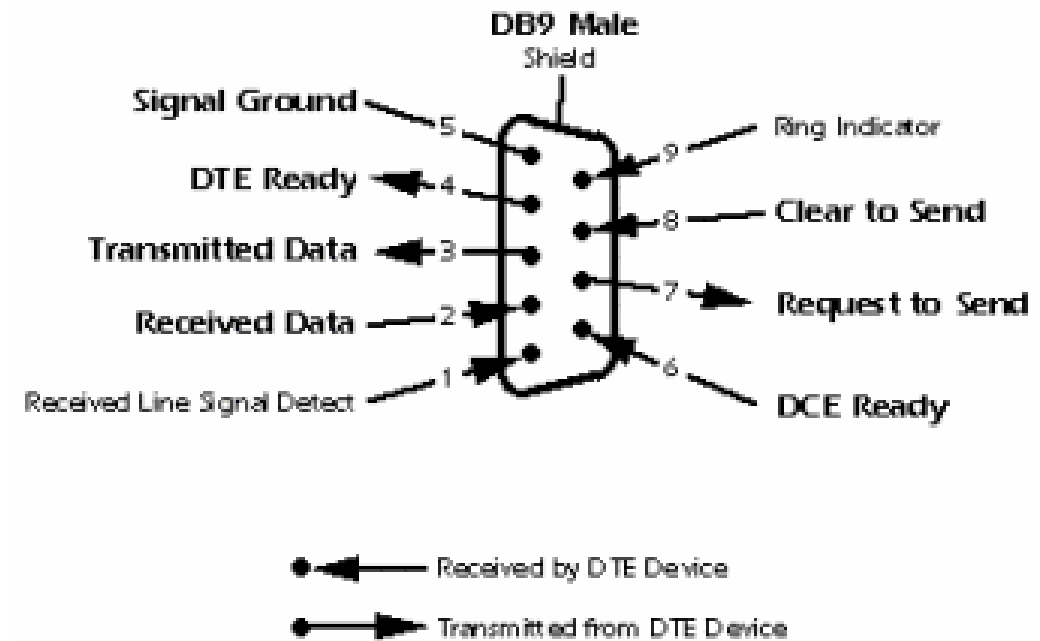 DB9 Male
Shield
Signal Ground
5
DTE Ready
4
Transmitted Data
3
Received Data
2
Received Line Signal Detect
1
9
Ring Indicator
8
Clear to Send
7
Request to Send
6
DCE Ready
Received by DTE Device
Transmitted from DTE Device